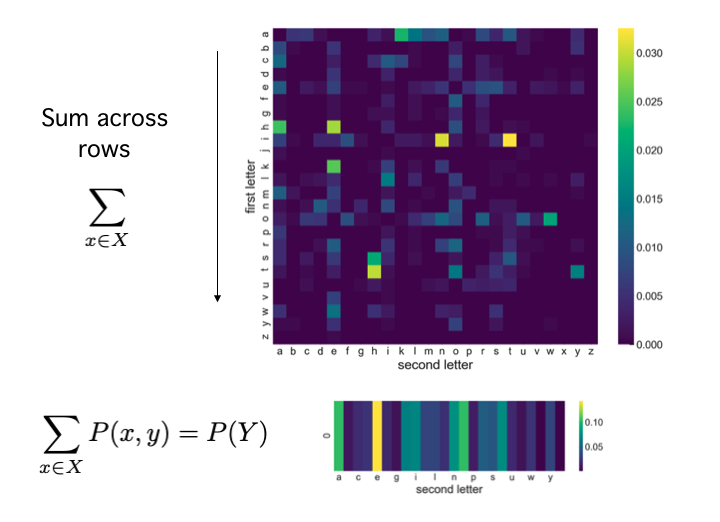 Sum across
rows
∑
x∈X
first letter
a
b
c
d
e
f
g
h
i
j
k
l
m
n
o
p
r
s
t
u
v
w
y
z
a b c d e f g h i k l m n o p r s t u v w x y z
second letter
0.030
0.025
0.020
0.015
0.010
0.005
0.000
∑ P(x, y) = P(Y)
x∈X
0
a c e g i l n p s u w y
second letter
0.10
0.05